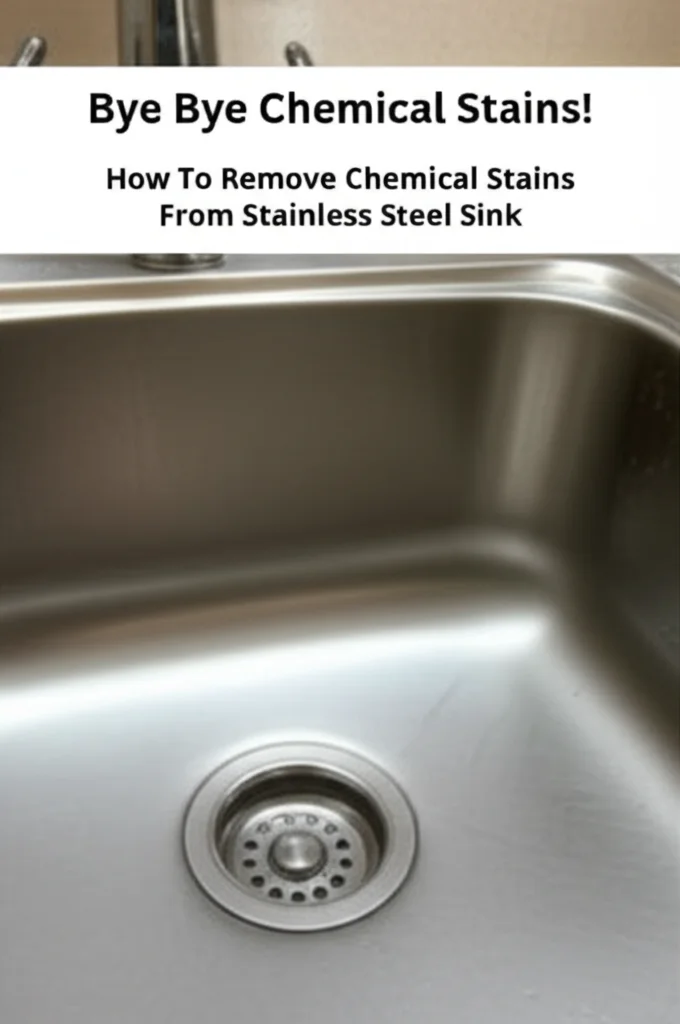 Bye Bye Chemical Stains!
How To Remove Chemical Stains
From Stainless Steel Sink